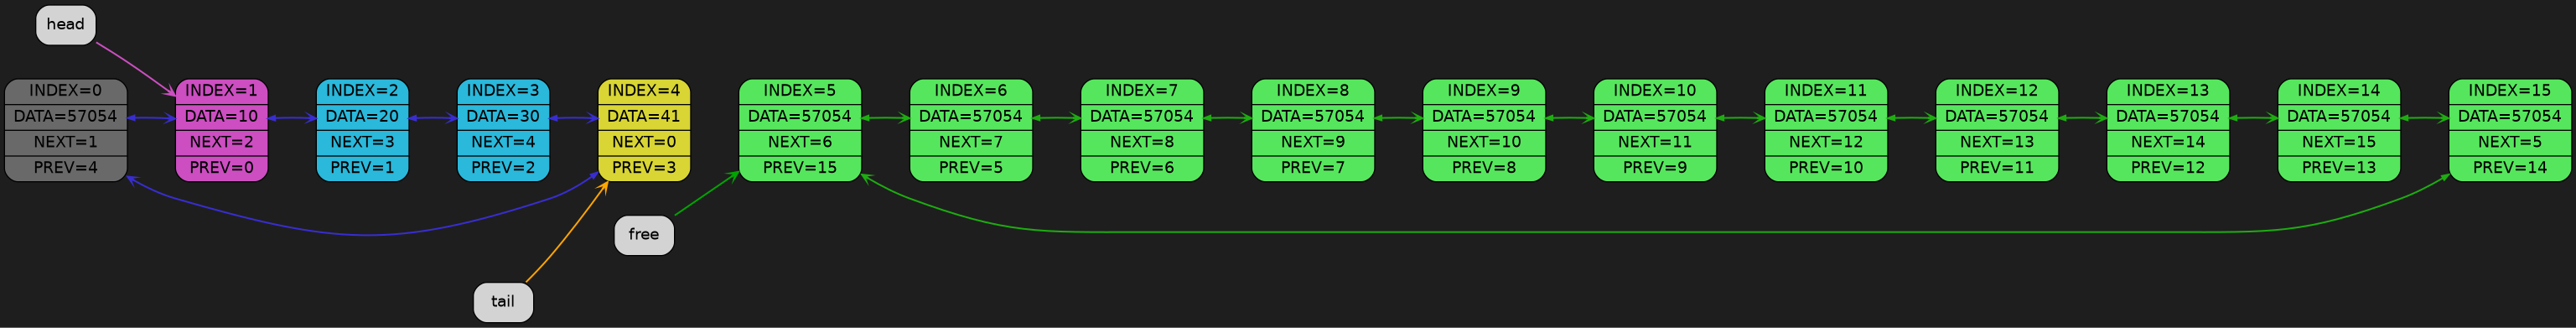 head
INDEX=0
DATA=57054
NEXT=1
PREV=4
INDEX=1
DATA=10
NEXT=2
PREV=0
INDEX=2
DATA=20
NEXT=3
PREV=1
INDEX=3
DATA=30
NEXT=4
PREV=2
INDEX=4
DATA=41
NEXT=0
PREV=3
INDEX=5
DATA=57054
NEXT=6
PREV=15
INDEX=6
DATA=57054
NEXT=7
PREV=5
INDEX=7
DATA=57054
NEXT=8
PREV=6
INDEX=8
DATA=57054
NEXT=9
PREV=7
INDEX=9
DATA=57054
NEXT=10
PREV=8
INDEX=10
DATA=57054
NEXT=11
PREV=9
INDEX=11
DATA=57054
NEXT=12
PREV=10
INDEX=12
DATA=57054
NEXT=13
PREV=11
INDEX=13
DATA=57054
NEXT=14
PREV=12
INDEX=14
DATA=57054
NEXT=15
PREV=13
INDEX=15
DATA=57054
NEXT=5
PREV=14
free
tail